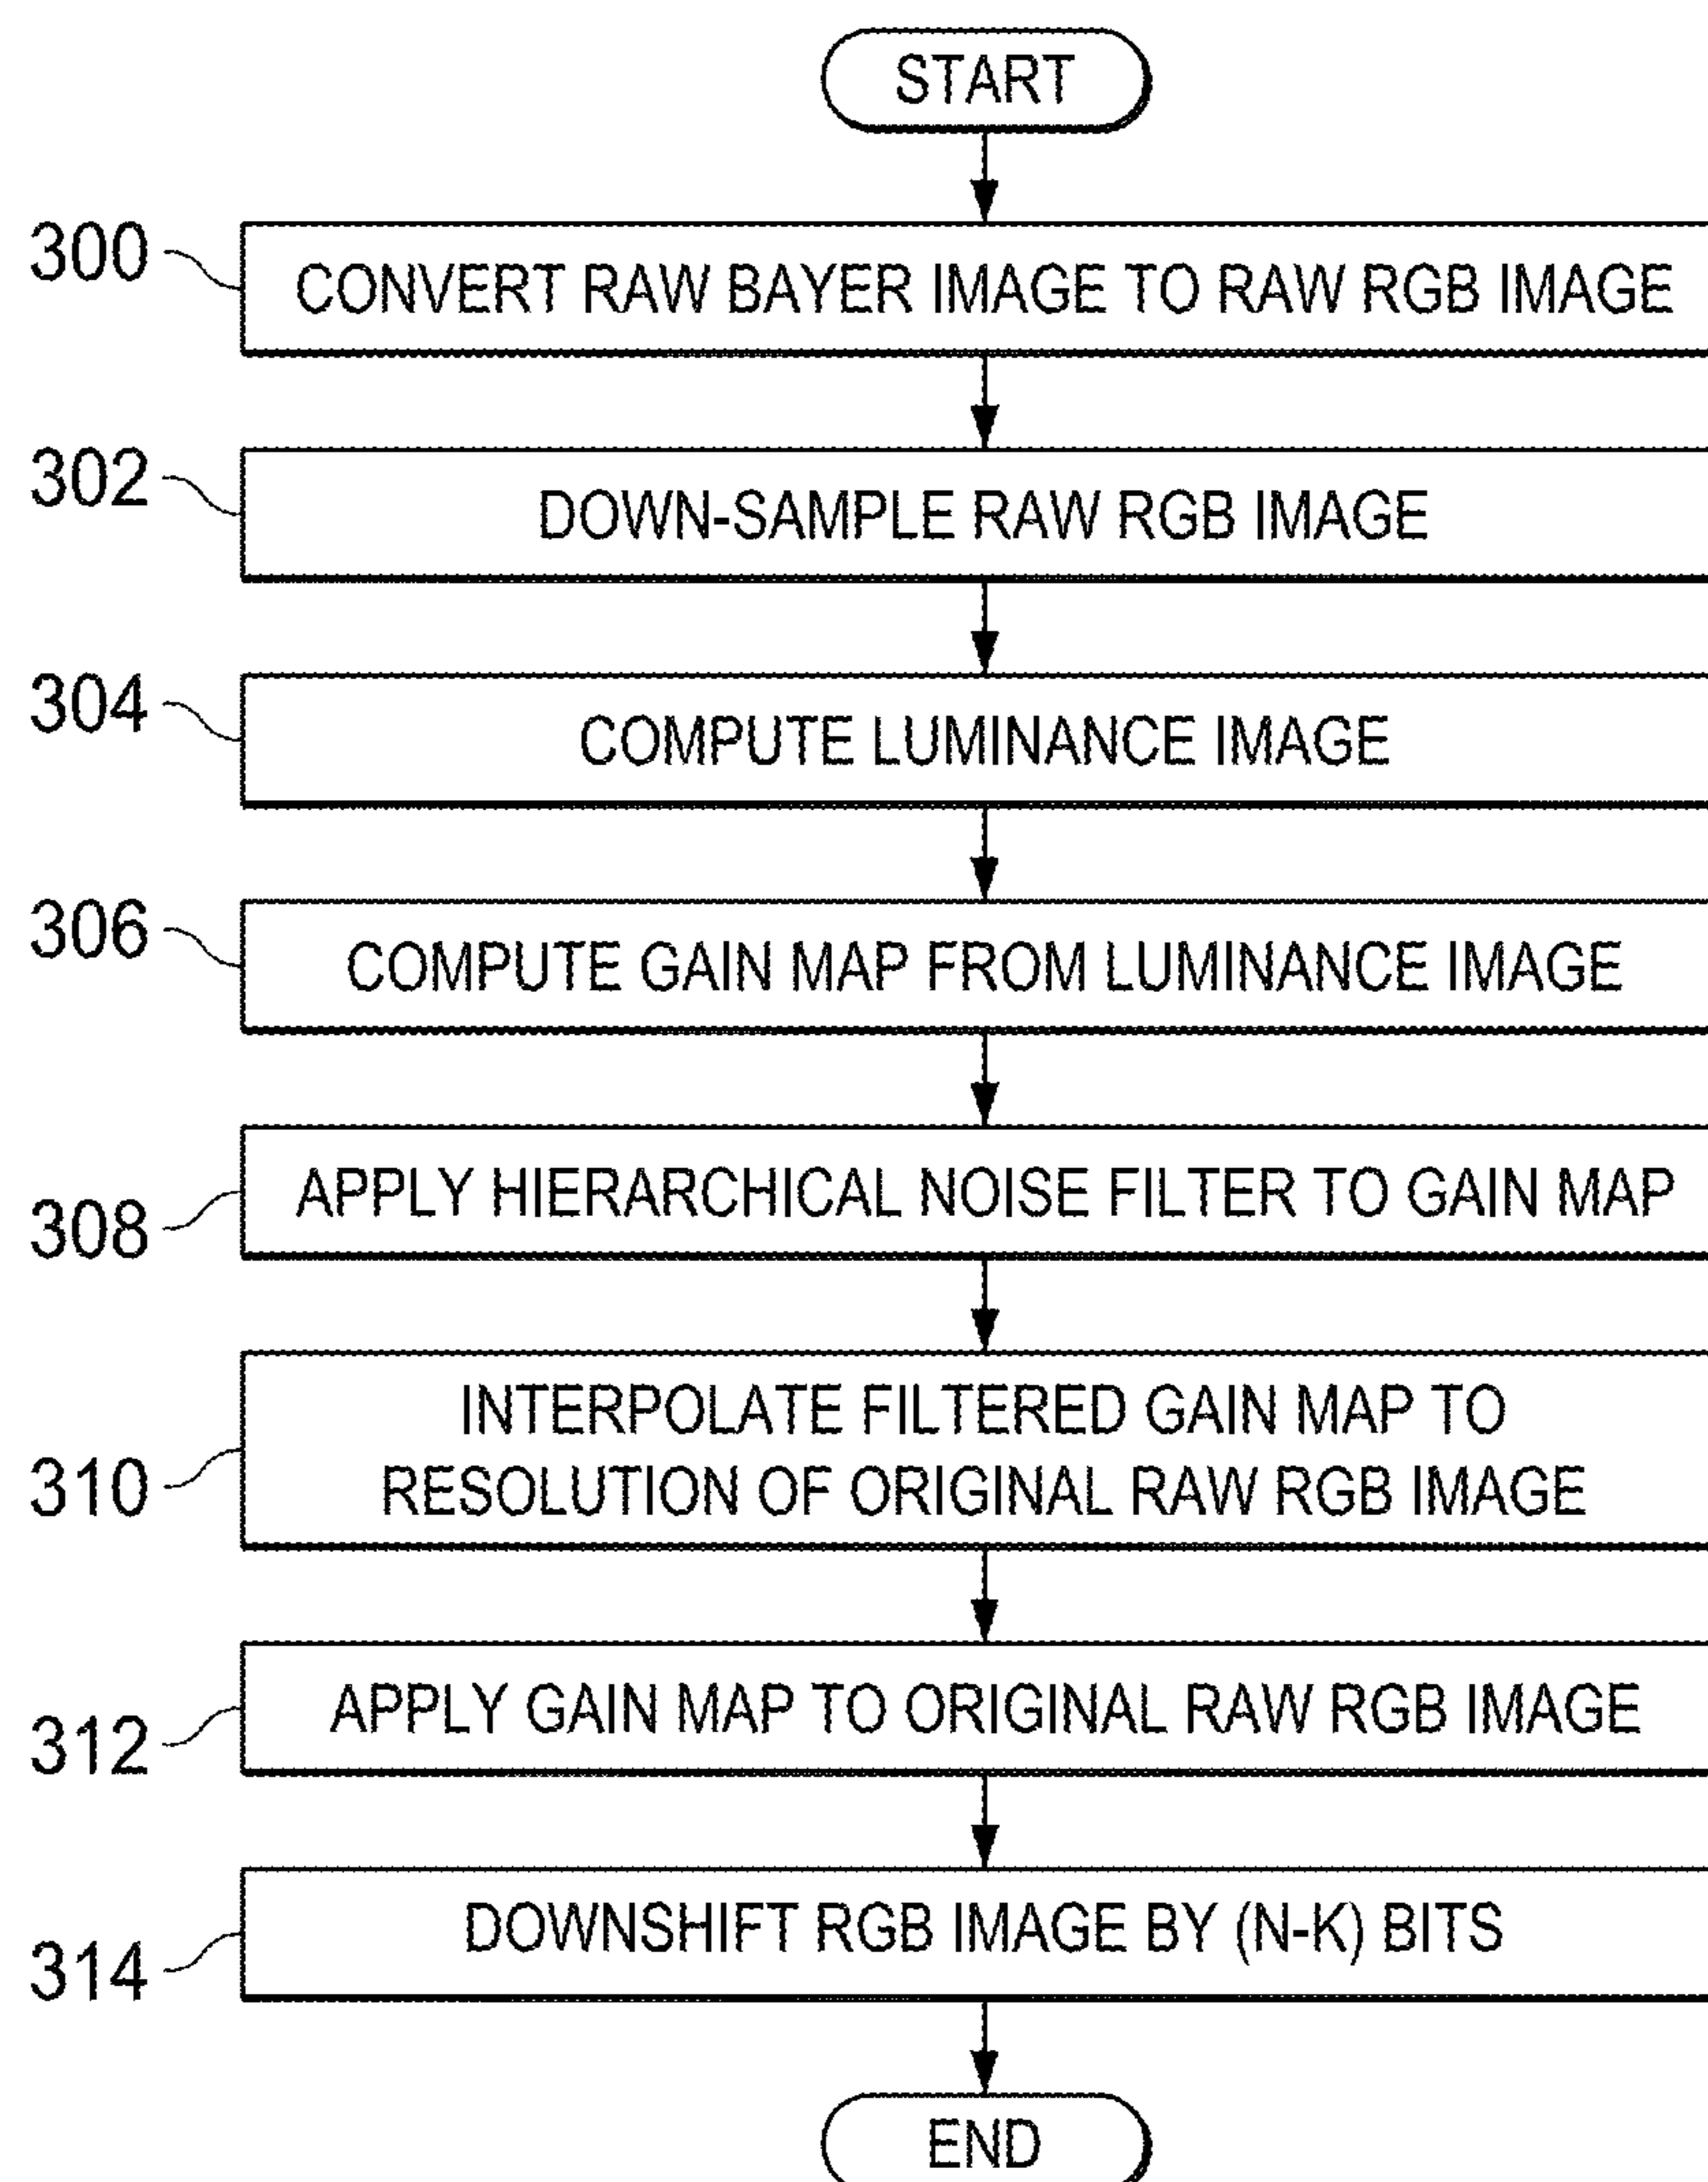 START
300
CONVERT RAW BAYER IMAGE TO RAW RGB IMAGE
302
DOWN-SAMPLE RAW RGB IMAGE
304
COMPUTE LUMINANCE IMAGE
306
COMPUTE GAIN MAP FROM LUMINANCE IMAGE
308
APPLY HIERARCHICAL NOISE FILTER TO GAIN MAP
310
INTERPOLATE FILTERED GAIN MAP TO
RESOLUTION OF ORIGINAL RAW RGB IMAGE
312
APPLY GAIN MAP TO ORIGINAL RAW RGB IMAGE
314
DOWNSHIFT RGB IMAGE BY (N-K) BITS
END